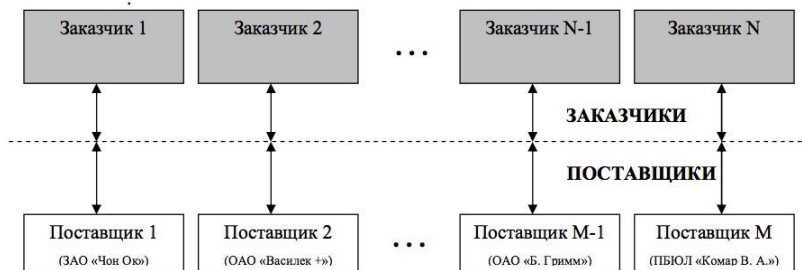 Заказчик 1 Заказчик 2 ... Заказчик N-1 Заказчик N
ЗАКАЗЧИКИ
ПОСТАВЩИКИ
Поставщик 1 Поставщик 2 ... Поставщик M-1 Поставщик M
(ЗАО «Чон Ок») (ОАО «Василек +») (ОАО «Б. Гримм») (ПБЮЛ «Комар В. А.»)